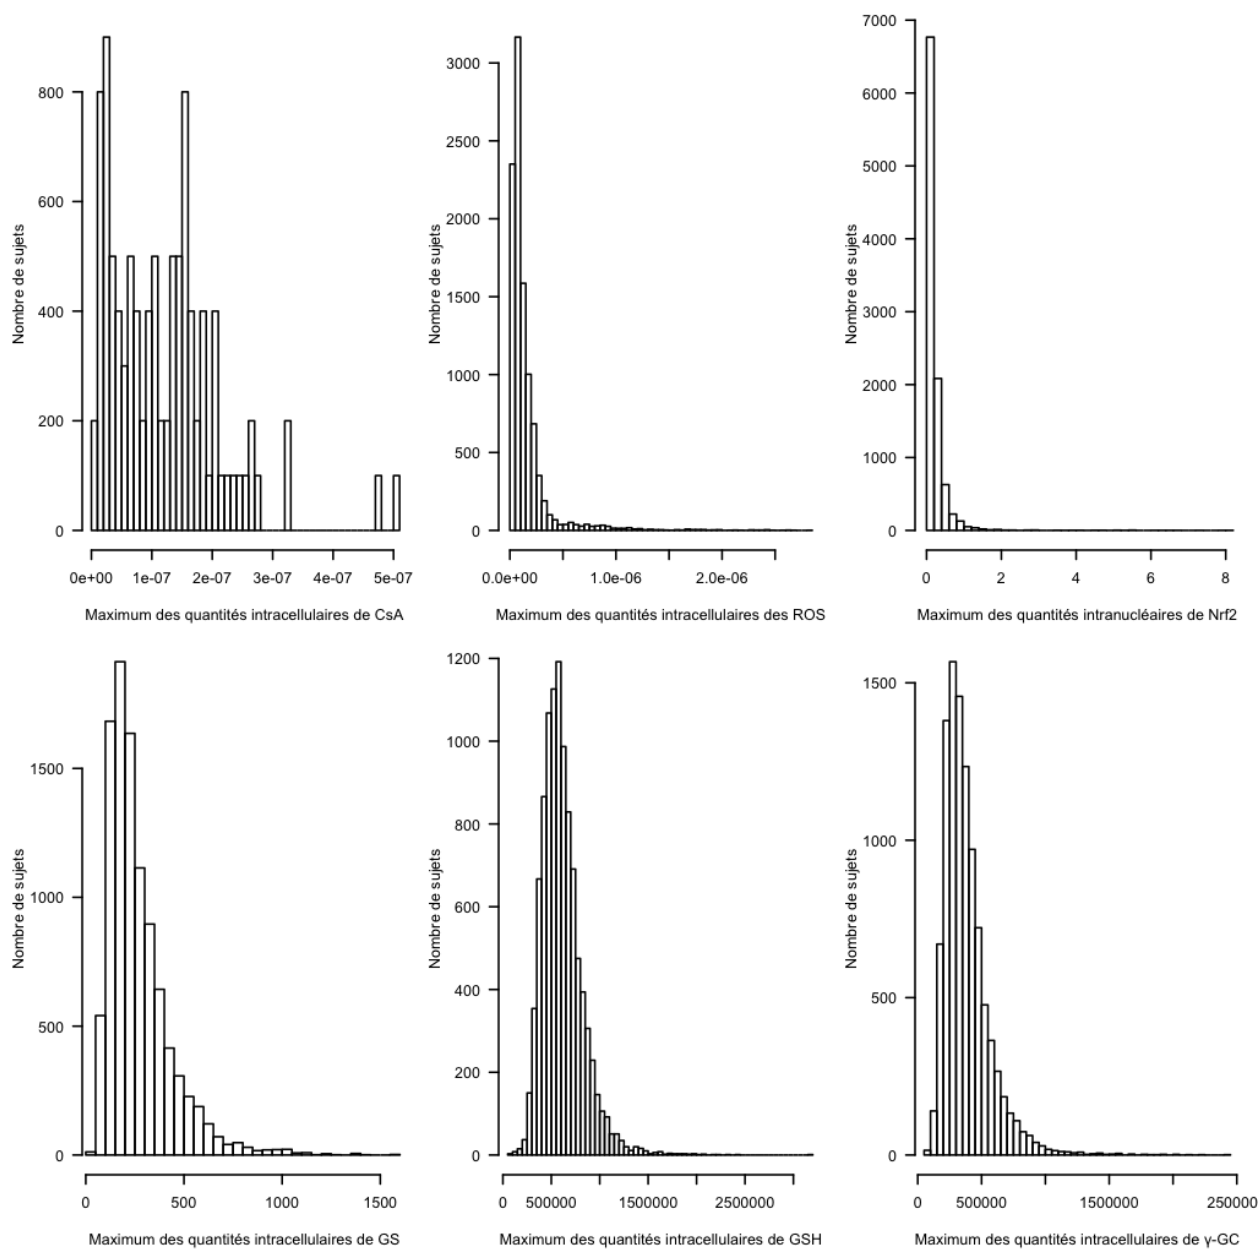 Nombre de sujets
800
600
400
200
0
0e+00 1e-07 2e-07 3e-07 4e-07 5e-07
Maximum des quantités intracellulaires de CsA
Nombre de sujets
3000
2500
2000
1500
1000
500
0
0.0e+00 1.0e-06 2.0e-06
Maximum des quantités intracellulaires des ROS
Nombre de sujets
7000
6000
5000
4000
3000
2000
1000
0
0 2 4 6 8
Maximum des quantités intranucléaires de Nrf2
Nombre de sujets
1500
1000
500
0
0 500 1000 1500
Maximum des quantités intracellulaires de GS
Nombre de sujets
1200
1000
800
600
400
200
0
0 500000 1500000 2500000
Maximum des quantités intracellulaires de GSH
Nombre de sujets
1500
1000
500
0
0 500000 1500000 250000
Maximum des quantités intracellulaires de γ-GC